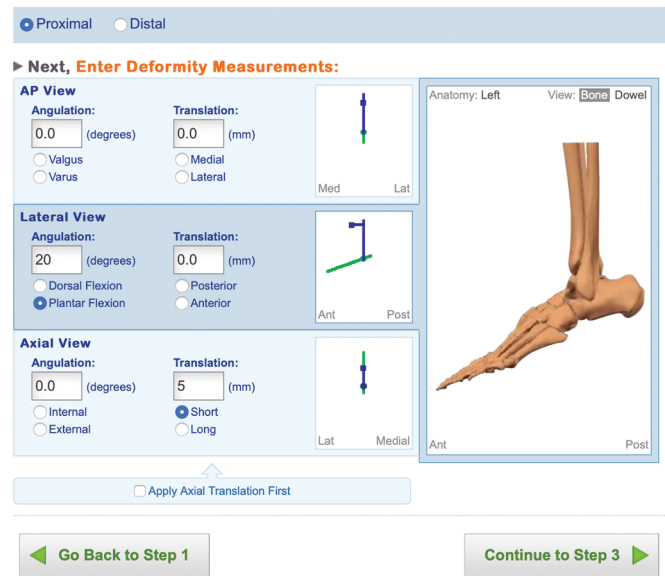 Proximal Distal
Next, Enter Deformity Measurements:
AP View
Angulation: Translation:
0.0 (degrees) 0.0 (mm)
Valgus Medial
Varus Lateral
Med Lat
Lateral View
Angulation: Translation:
20 (degrees) 0.0 (mm)
Dorsal Flexion Posterior
Plantar Flexion Anterior
Ant Post
Axial View
Angulation: Translation:
0.0 (degrees) 5 (mm)
Internal Short
External Long
Lat Medial
Apply Axial Translation First
Anatomy: Left View: Bone Dowel
Ant Post
Go Back to Step 1 Continue to Step 3